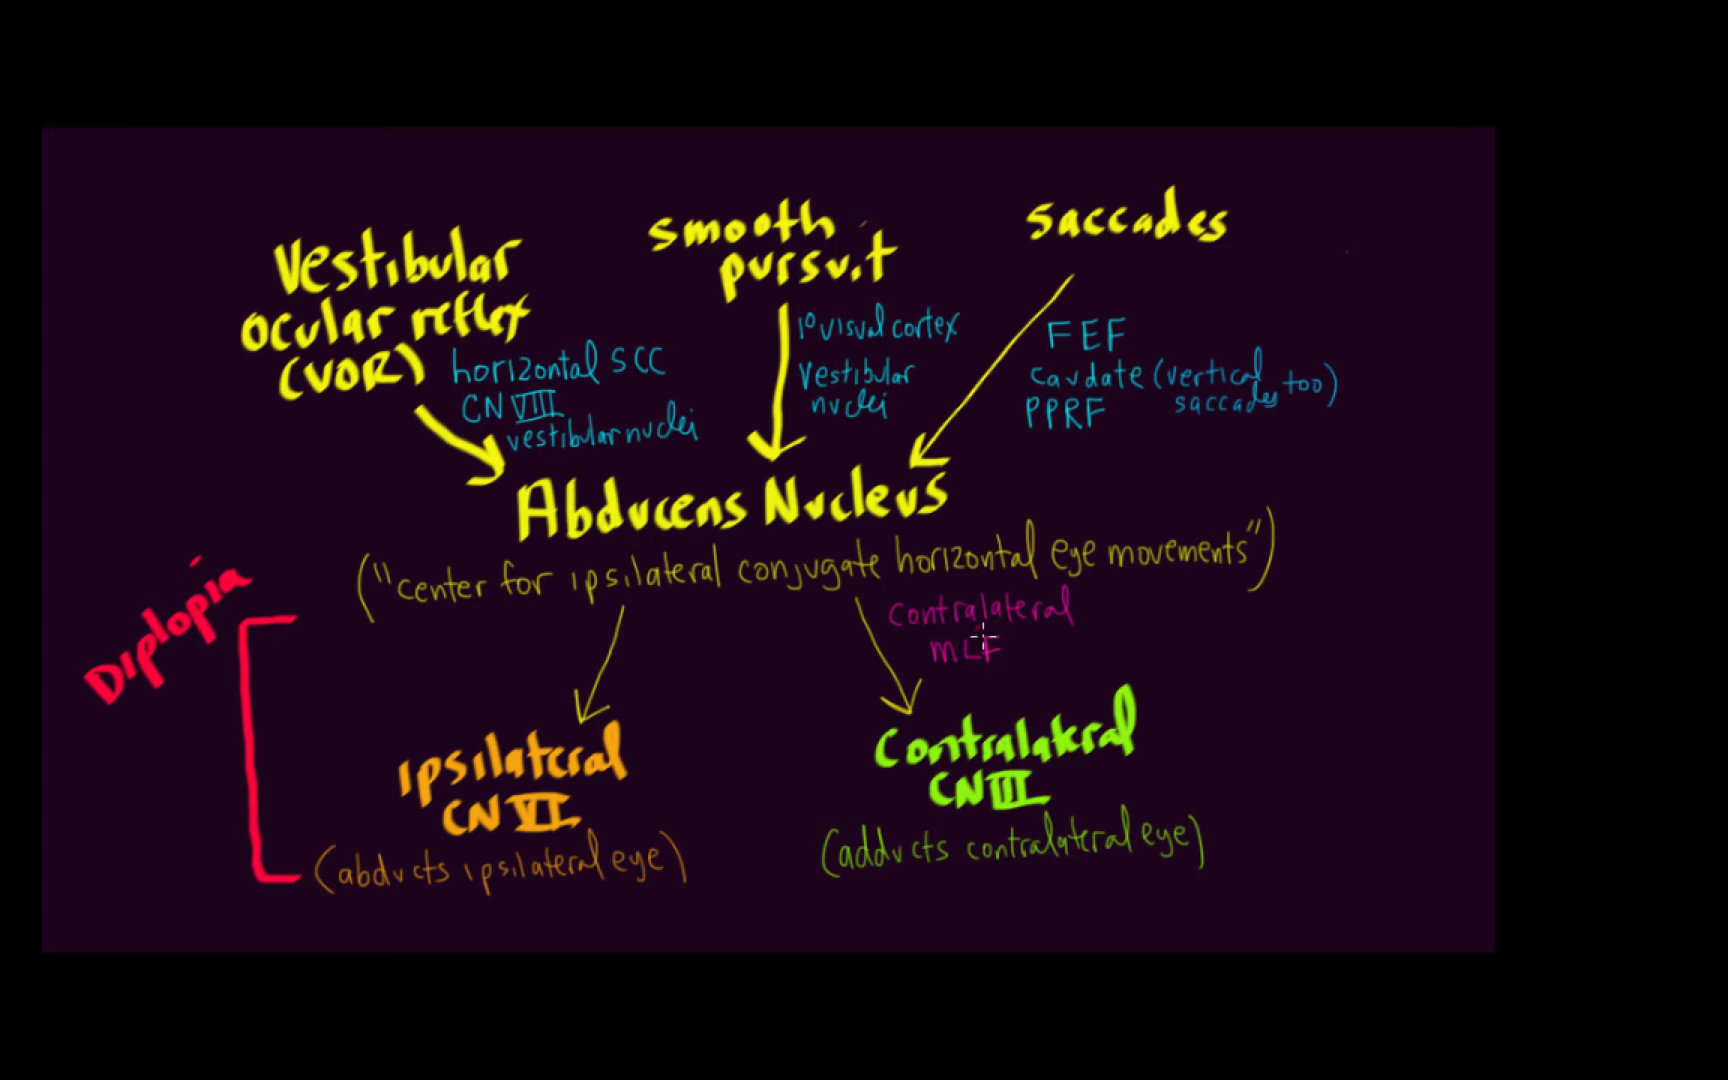 Vestibular
ocular reflex
(VOR)
horizontal SCC
CN VIII
vestibular nuclei
smooth
pursuit
1° visual cortex
Vestibular
nuclei
saccades
FEF
caudate (vertical
saccades too)
PPRF
Abducens Nucleus
("center for ipsilateral conjugate horizontal eye movements")
Diplopia
contralateral
MLF
ipsilateral
CN VI
(abducts ipsilateral eye)
contralateral
CN III
(adducts contralateral eye)